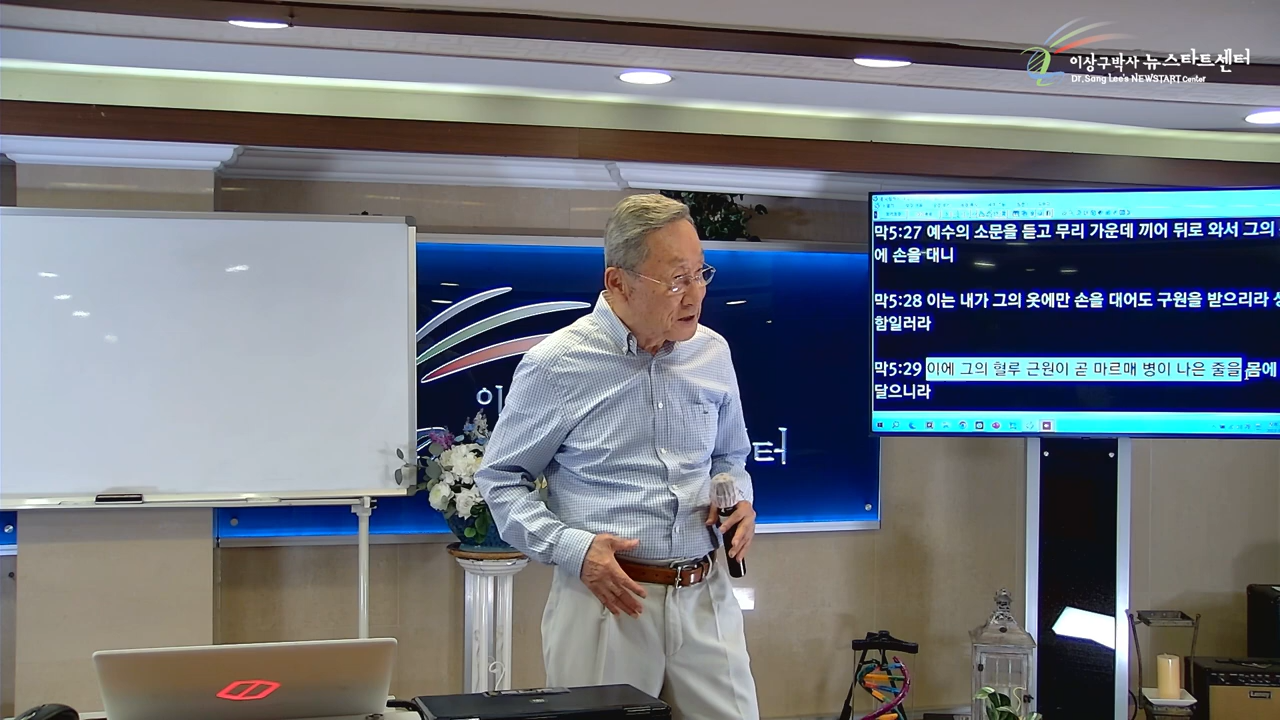 이상구박사 뉴스타트센터
Dr. Sang Lee's NEWSTART Center
막5:27 예수의 소문을 듣고 무리 가운데 끼어 뒤로 와서 그의
에 손을 대니
막5:28 이는 내가 그의 옷에만 손을 대어도 구원을 받으리라
함일러라
막5:29 이에 그의 혈루 근원이 곧 마르매 병이 나은 줄을 몸에
달으니라
이
터